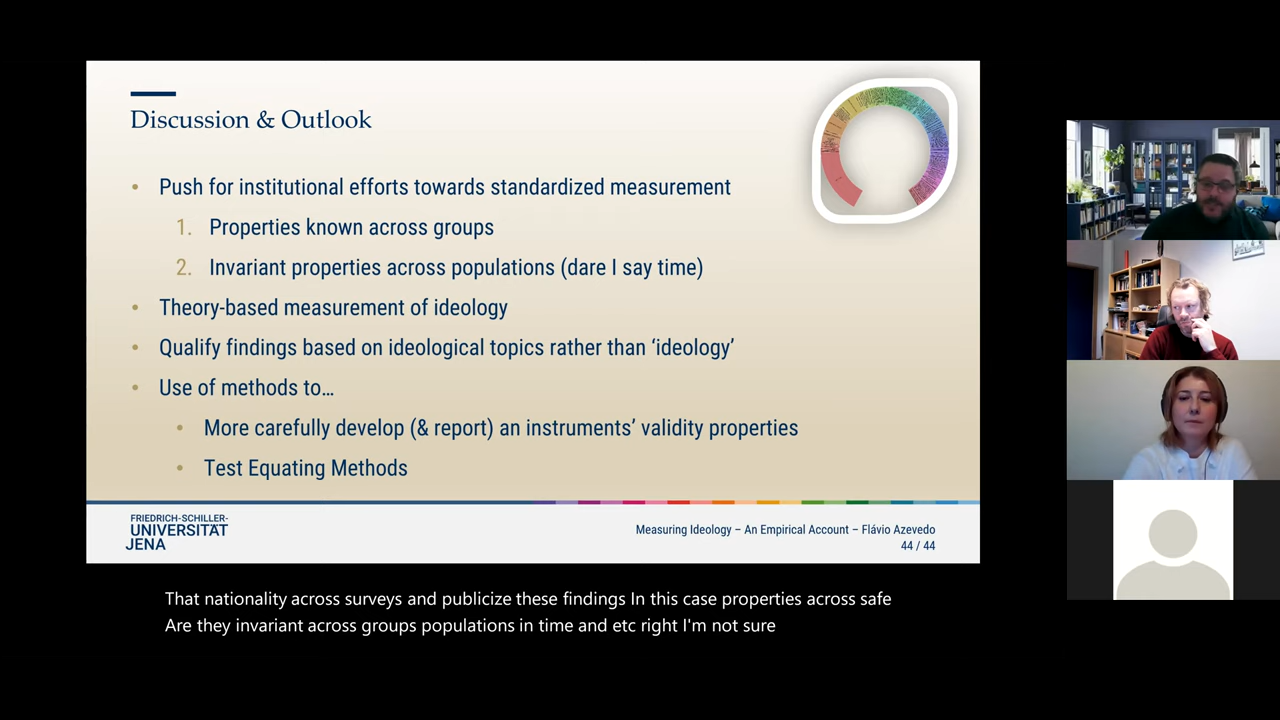 Discussion & Outlook
• Push for institutional efforts towards standardized measurement
1. Properties known across groups
2. Invariant properties across populations (dare I say time)
• Theory-based measurement of ideology
• Qualify findings based on ideological topics rather than ‘ideology’
• Use of methods to…
• More carefully develop (& report) an instruments’ validity properties
• Test Equating Methods
FRIEDRICH-SCHILLER-
UNIVERSITÄT
JENA
Measuring Ideology – An Empirical Account – Flávio Azevedo
44 / 44
That nationality across surveys and publicize these findings In this case properties across safe
Are they invariant across groups populations in time and etc right I'm not sure